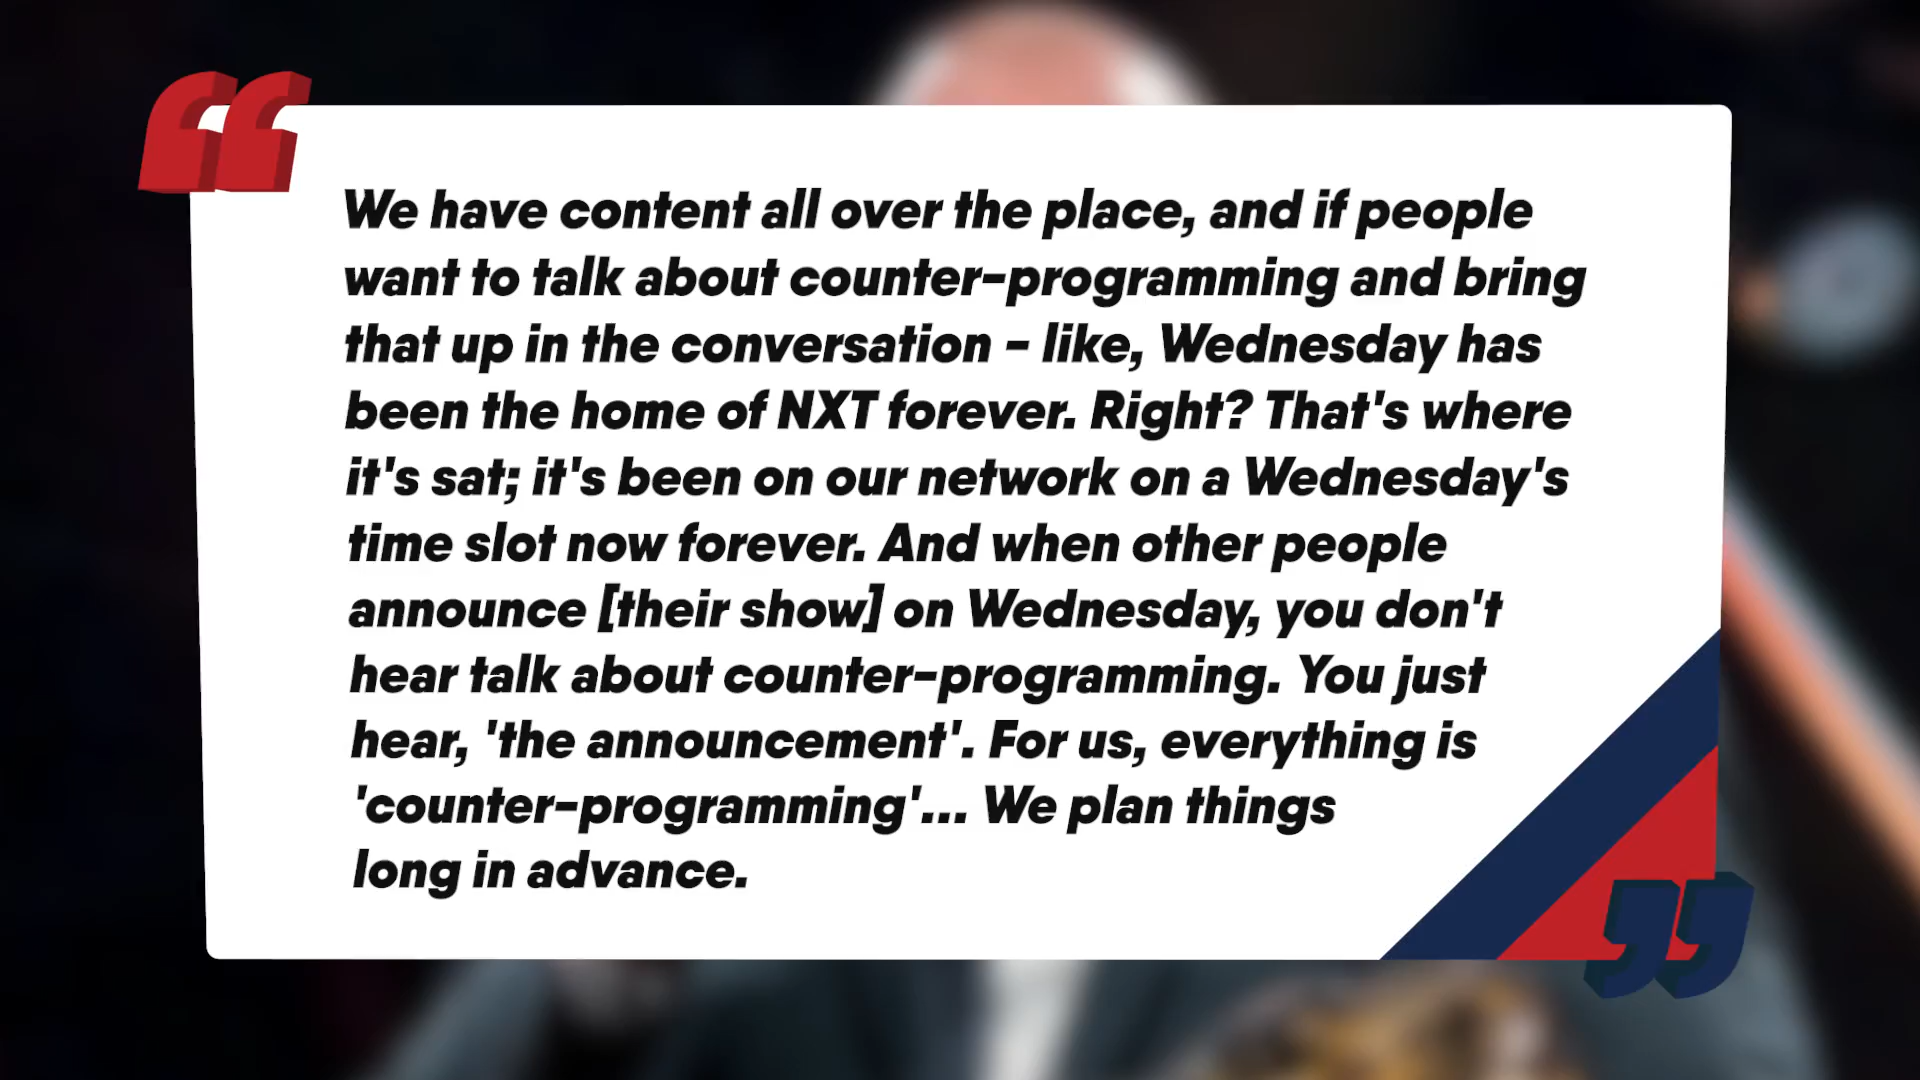 We have content all over the place, and if people
want to talk about counter-programming and bring
that up in the conversation - like, Wednesday has
been the home of NXT forever. Right? That's where
it's sat; it's been on our network on a Wednesday's
time slot now forever. And when other people
announce [their show] on Wednesday, you don't
hear talk about counter-programming. You just
hear, 'the announcement'. For us, everything is
'counter-programming'... We plan things
long in advance.